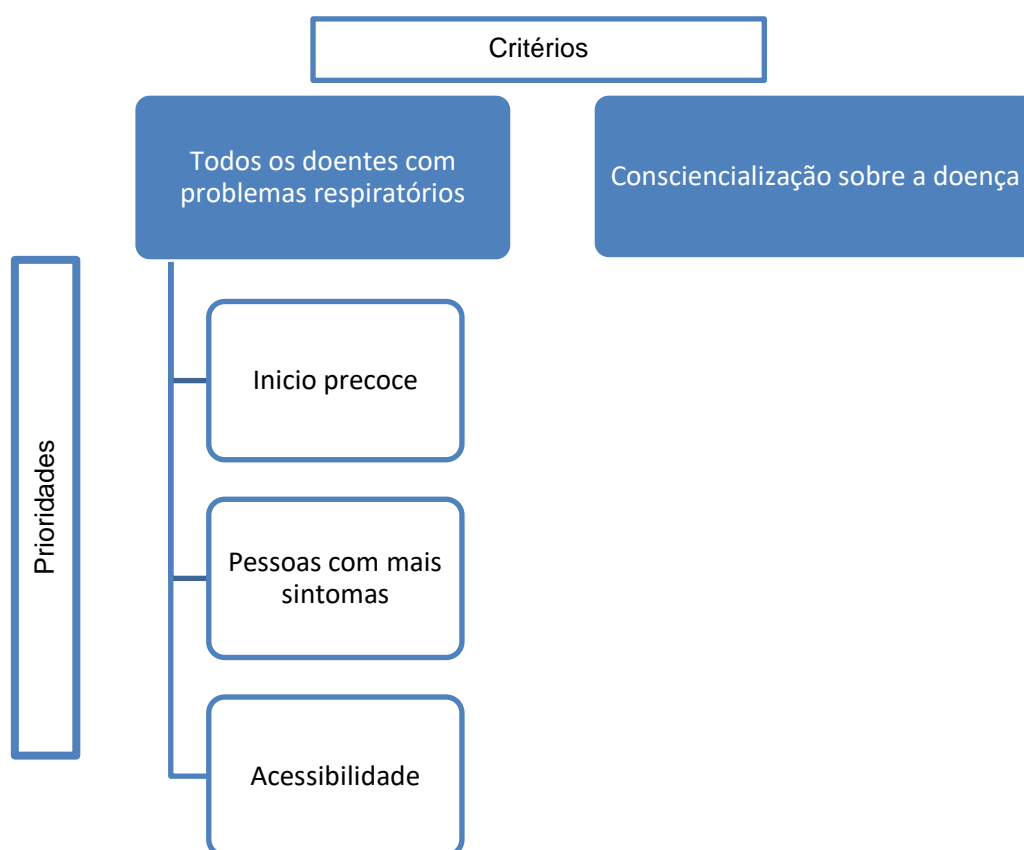 Critérios
Todos os doentes com
problemas respiratórios
Consciencialização sobre a doença
Prioridades
Inicio precoce
Pessoas com mais
sintomas
Acessibilidade